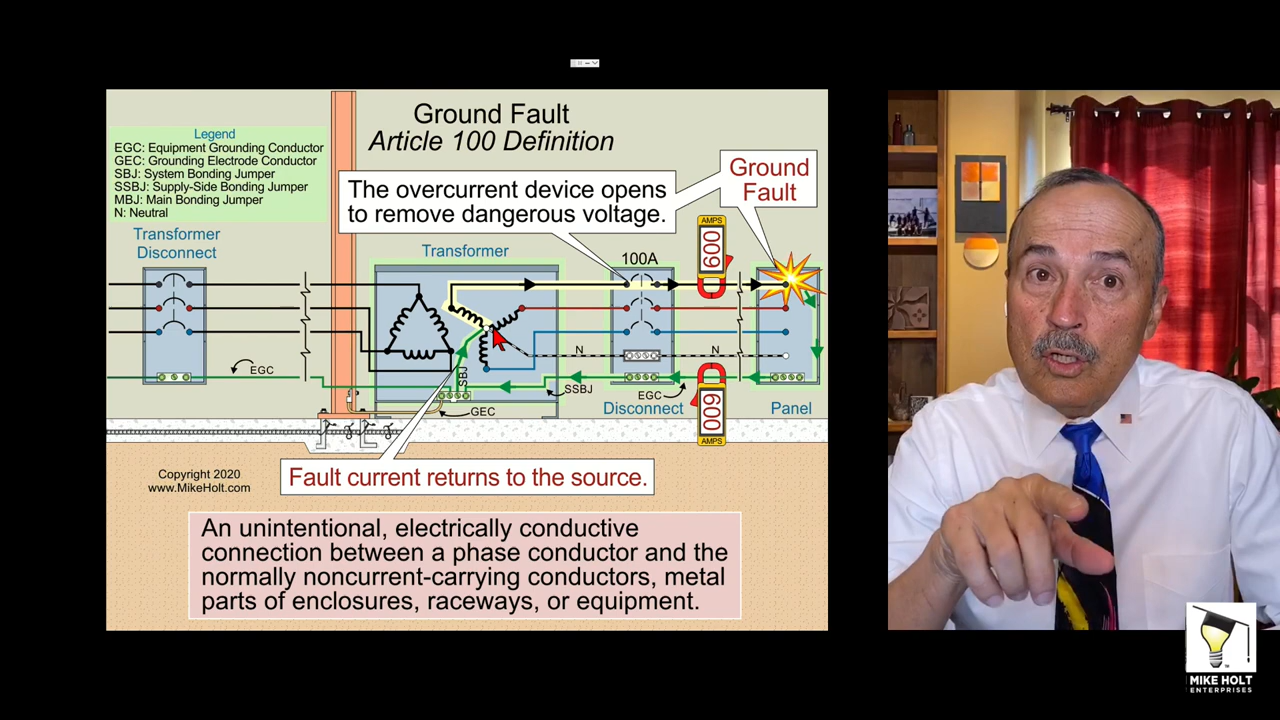 Ground Fault
Article 100 Definition
Legend
EGC: Equipment Grounding Conductor
GEC: Grounding Electrode Conductor
SBJ: System Bonding Jumper
SSBJ: Supply-Side Bonding Jumper
MBJ: Main Bonding Jumper
N: Neutral
Ground
Fault
The overcurrent device opens
to remove dangerous voltage.
Transformer
Disconnect
Transformer
100A
AMPS
600
N
N
EGC
SBJ
SSBJ
EGC
GEC
Disconnect
600
AMPS
Panel
Fault current returns to the source.
Copyright 2020
www.MikeHolt.com
An unintentional, electrically conductive
connection between a phase conductor and the
normally noncurrent-carrying conductors, metal
parts of enclosures, raceways, or equipment.
MIKE HOLT
ENTERPRISES